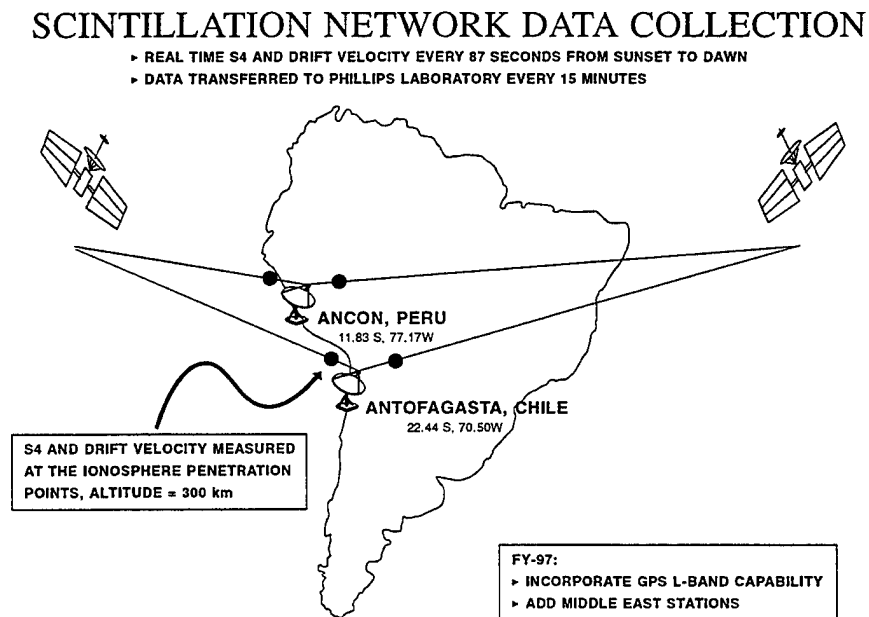 SCINTILLATION NETWORK DATA COLLECTION
▸ REAL TIME S4 AND DRIFT VELOCITY EVERY 87 SECONDS FROM SUNSET TO DAWN
▸ DATA TRANSFERRED TO PHILLIPS LABORATORY EVERY 15 MINUTES
ANCON, PERU
11.83 S, 77.17W
ANTOFAGASTA, CHILE
22.44 S, 70.50W
S4 AND DRIFT VELOCITY MEASURED
AT THE IONOSPHERE PENETRATION
POINTS, ALTITUDE = 300 km
FY-97:
▸ INCORPORATE GPS L-BAND CAPABILITY
▸ ADD MIDDLE EAST STATIONS